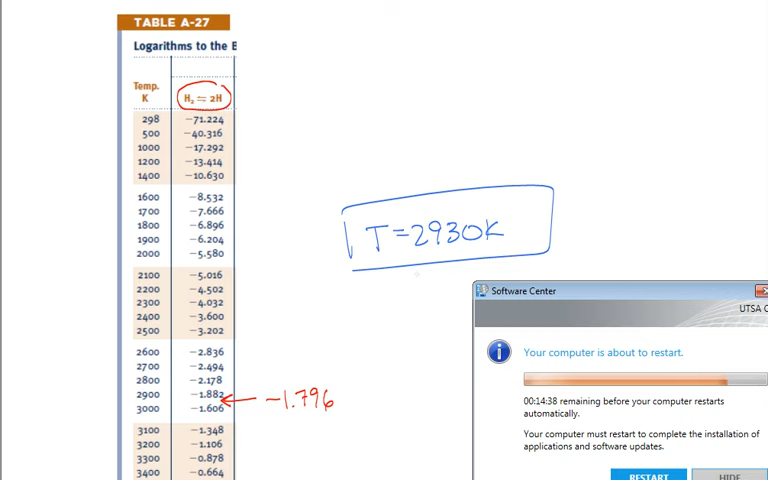 TABLE A-27
Logarithms to the
Temp.
K
H₂ ⇋ 2H
298 −71.224
500 −40.316
1000 −17.292
1200 −13.414
1400 −10.630
1600 −8.532
1700 −7.666
1800 −6.896
1900 −6.204
2000 −5.580
2100 −5.016
2200 −4.502
2300 −4.032
2400 −3.600
2500 −3.202
2600 −2.836
2700 −2.494
2800 −2.178
2900 −1.882
3000 −1.606
3100 −1.348
3200 −1.106
3300 −0.878
3400 −0.664
−1.796
T=2930K
Software Center
UTSA
Your computer is about to restart.
00:14:38 remaining before your computer restarts
automatically.
Your computer must restart to complete the installation of
applications and software updates.
RESTART
HIDE